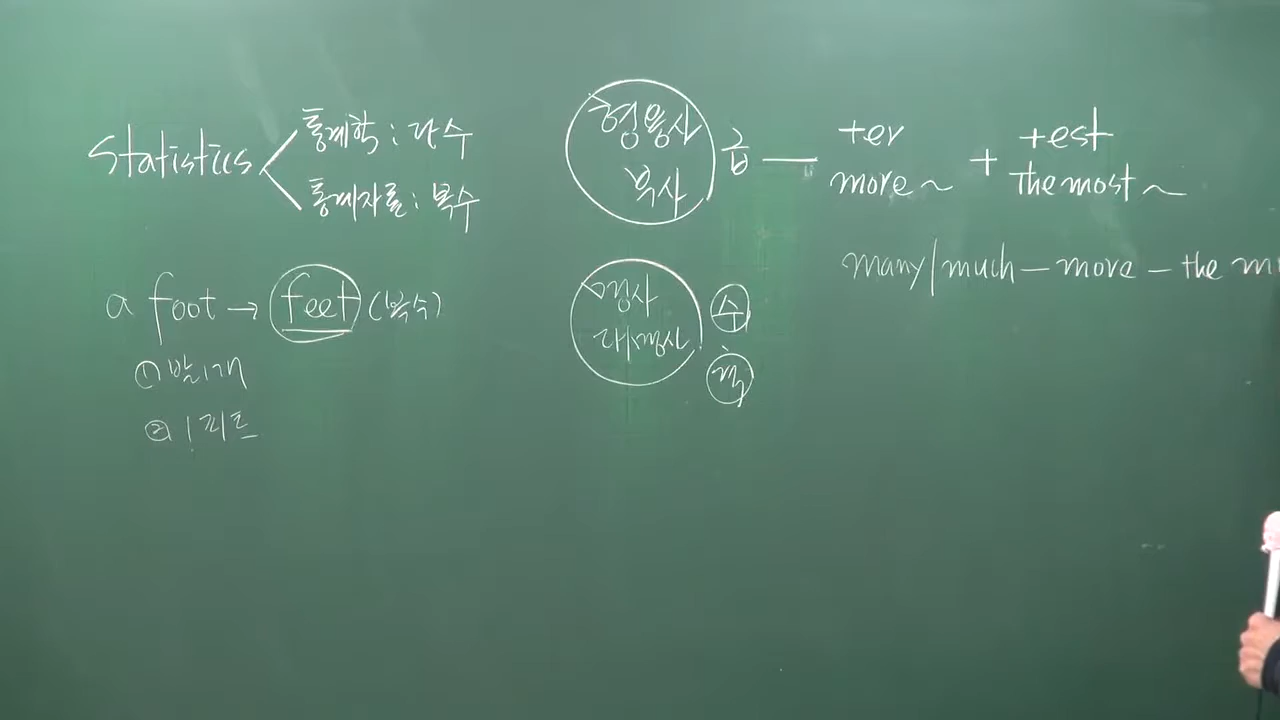 Statistics
통계학 : 단수
통계자료 : 복수
a foot → feet (복수)
① 발 1개
② 1 피트
형용사
부사
급 — +er + +est
more ~ the most ~
many/much — more — the m
명사
대명사
수
격